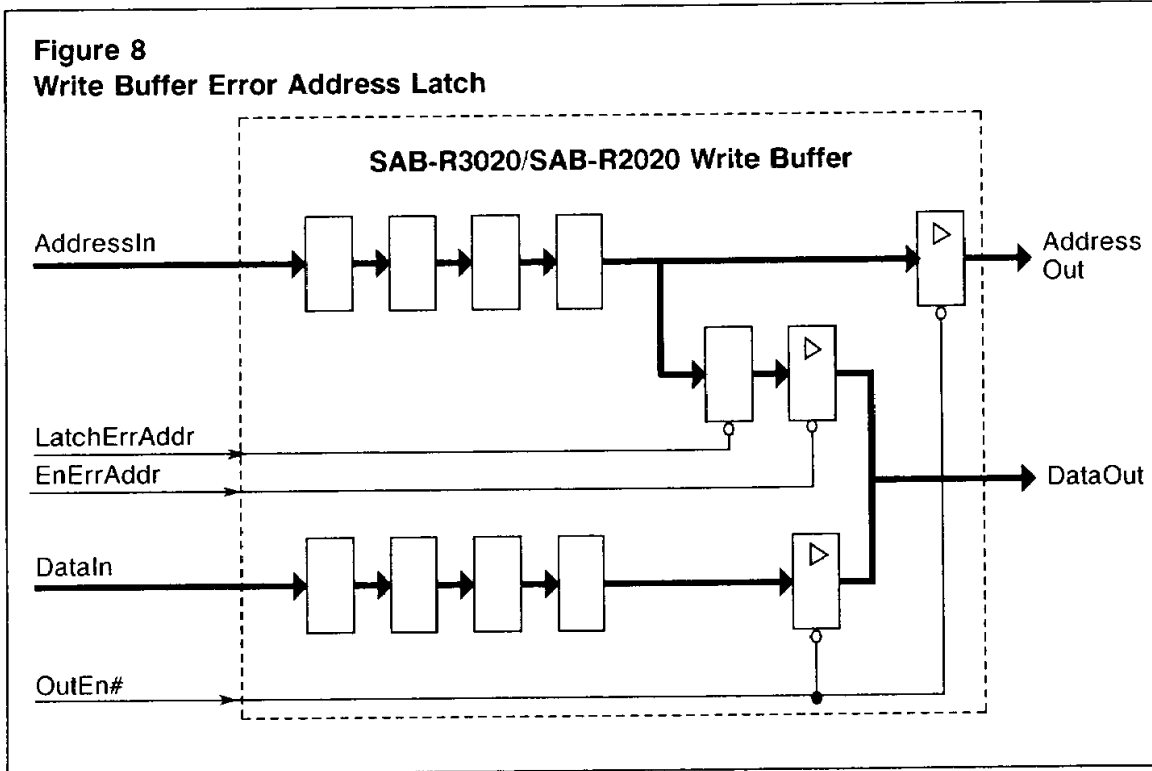 Figure 8
Write Buffer Error Address Latch
SAB-R3020/SAB-R2020 Write Buffer
AddressIn
Address
Out
LatchErrAddr
EnErrAddr
DataOut
DataIn
OutEn#